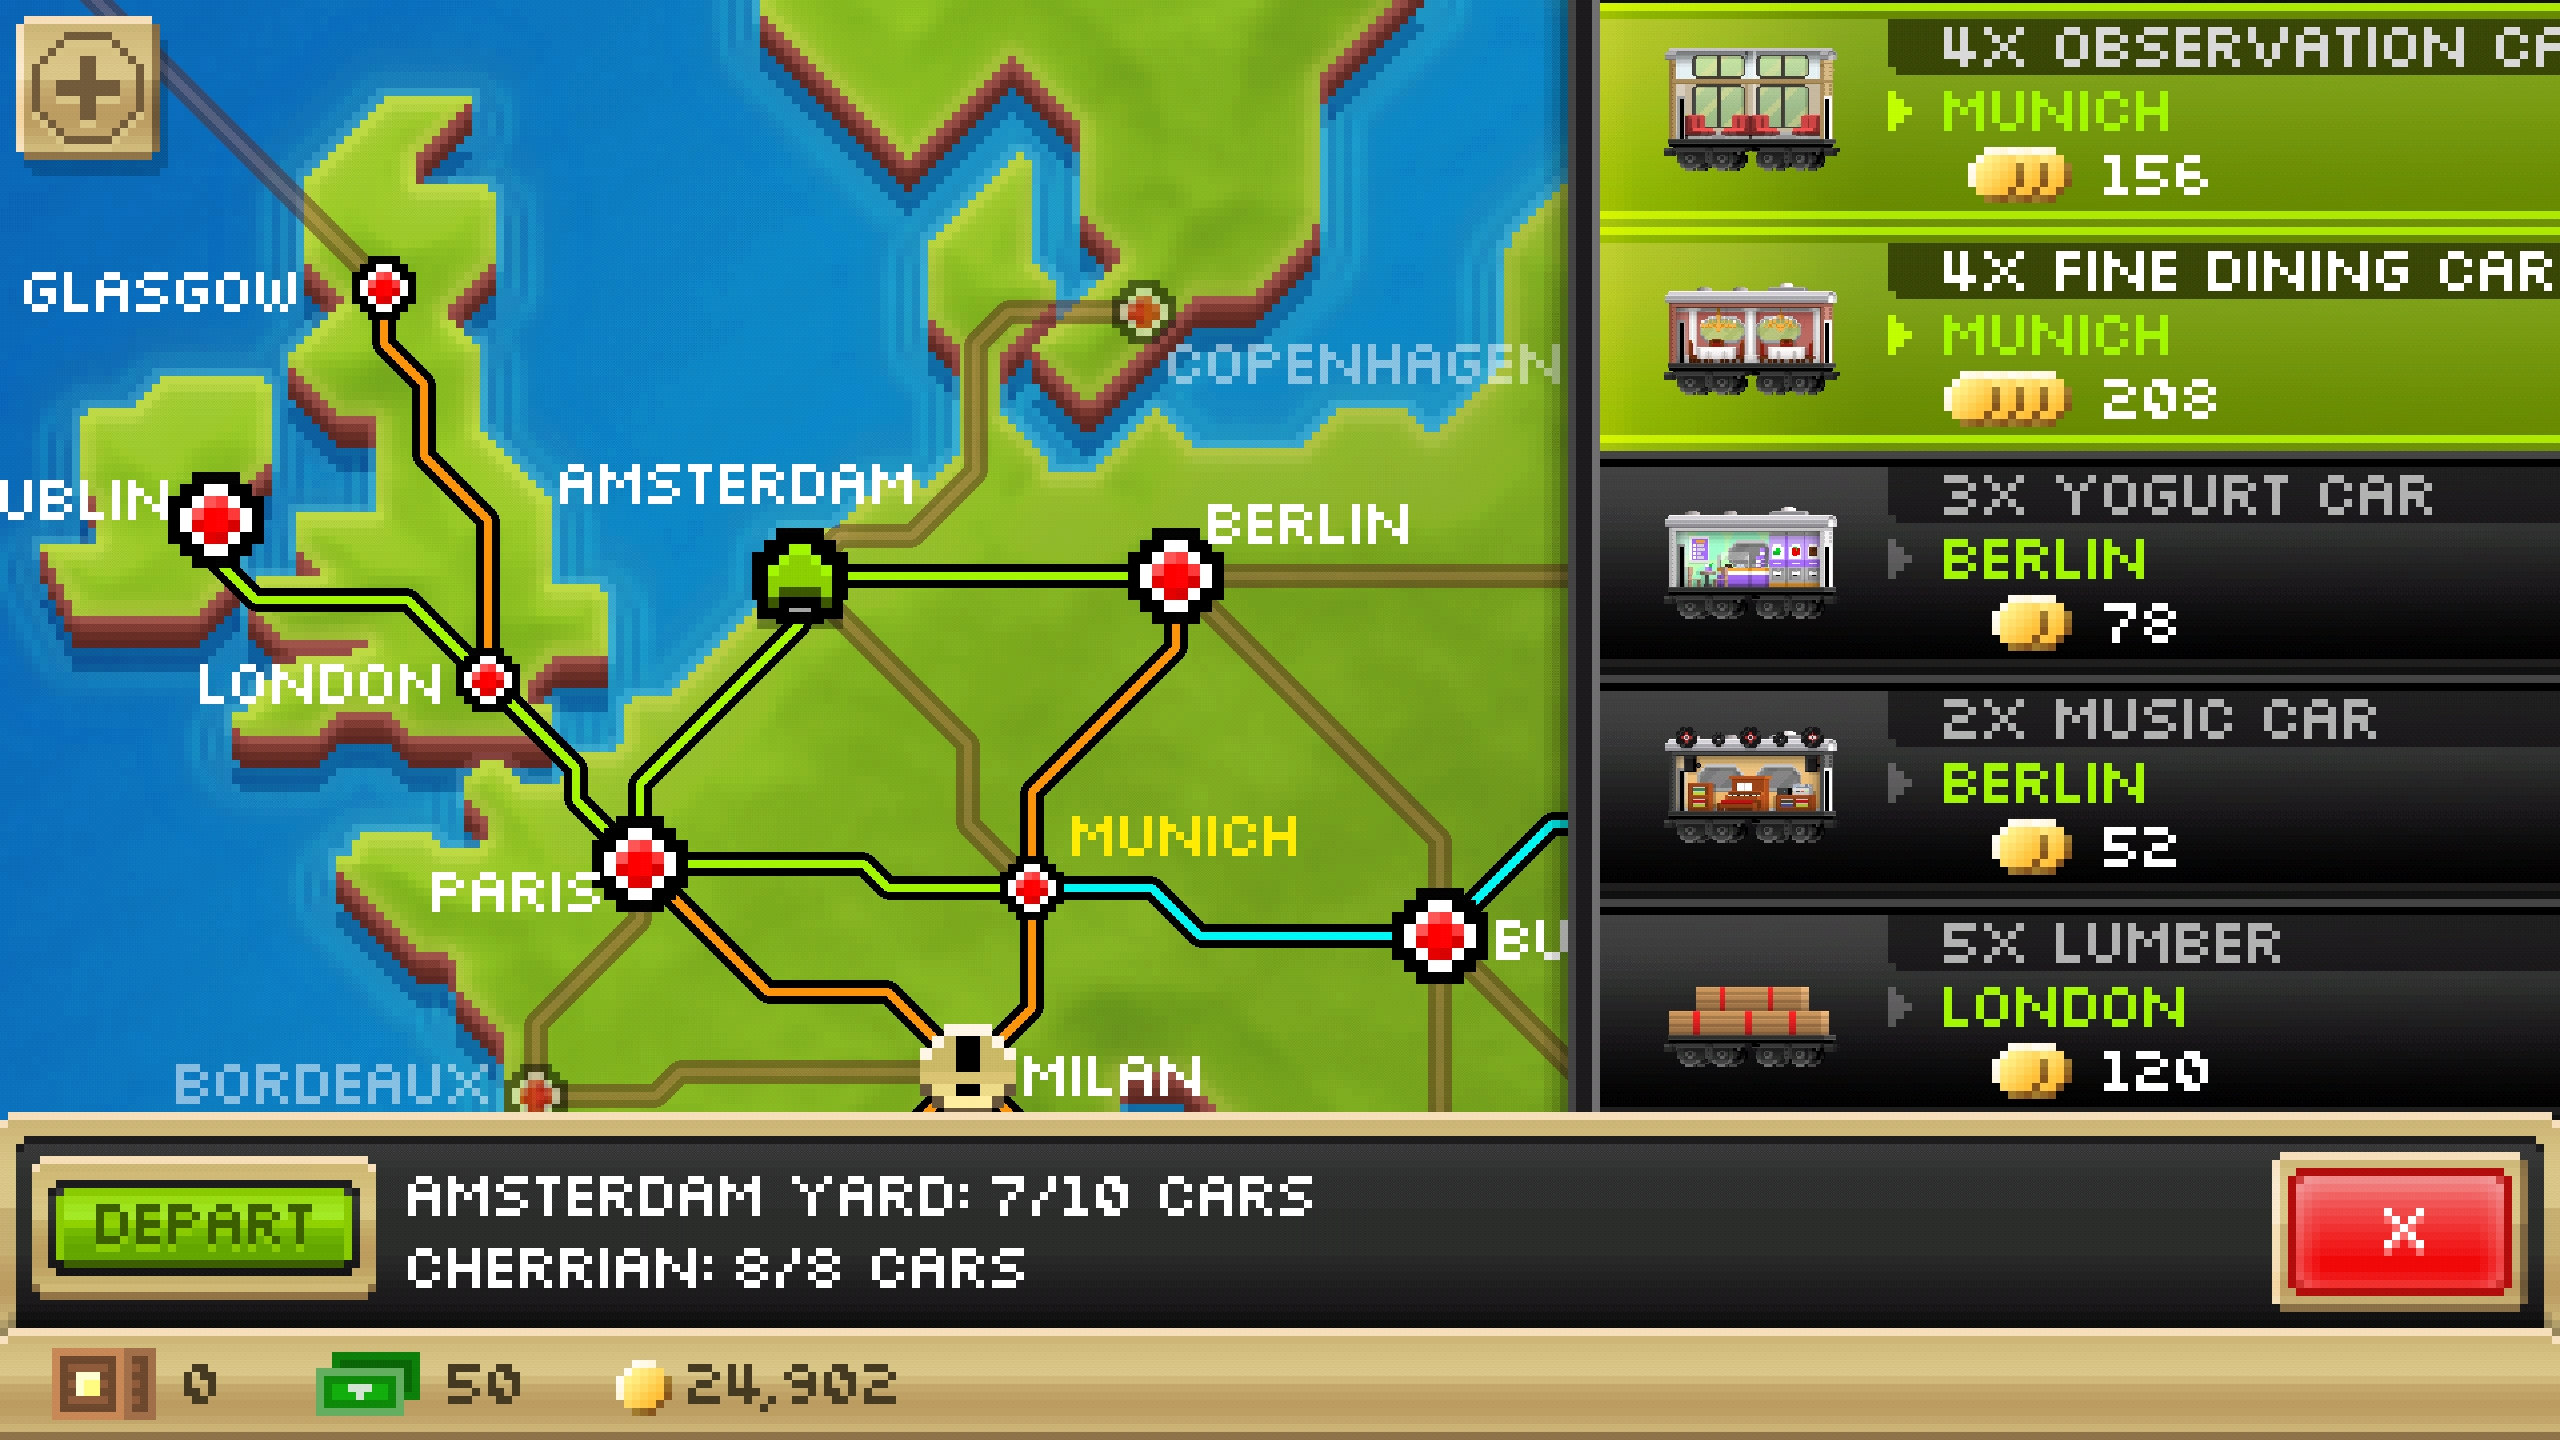 GLASGOW
COPENHAGEN
AMSTERDAM
UBLIN
BERLIN
LONDON
MUNICH
PARIS
BU
MILAN
BORDEAUX
4X OBSERVATION CA
MUNICH
156
4X FINE DINING CAR
MUNICH
208
3X YOGURT CAR
BERLIN
78
2X MUSIC CAR
BERLIN
52
5X LUMBER
LONDON
120
DEPART
AMSTERDAM YARD: 7/10 CARS
CHERRIAN: 8/8 CARS
X
0 50 24,902